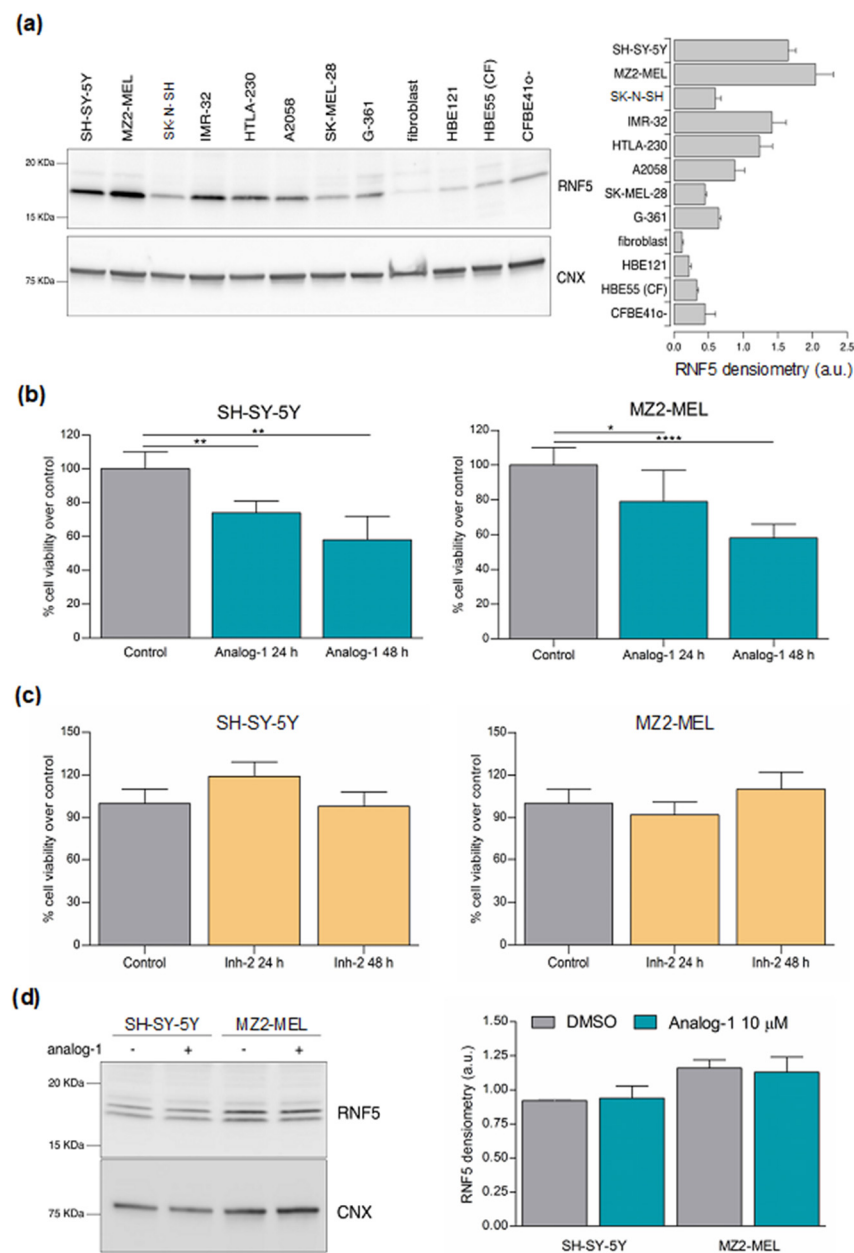 (a)
SH-SY-5Y
MZ2-MEL
SK-N-SH
IMR-32
HTLA-230
A2058
SK-MEL-28
G-361
fibroblast
HBE121
HBE55 (CF)
CFBE41o-
20 KDa
15 KDa
RNF5
75 KDa
CNX
SH-SY-5Y
MZ2-MEL
SK-N-SH
IMR-32
HTLA-230
A2058
SK-MEL-28
G-361
fibroblast
HBE121
HBE55 (CF)
CFBE41o-
0.0 0.5 1.0 1.5 2.0 2.5
RNF5 densiometry (a.u.)
(b)
SH-SY-5Y
% cell viability over control
120
100
80
60
40
20
0
**
**
Control Analog-1 24 h Analog-1 48 h
MZ2-MEL
% cell viability over control
120
100
80
60
40
20
0
*
****
Control Analog-1 24 h Analog-1 48 h
(c)
SH-SY-5Y
% cell viability over control
150
120
90
60
30
0
Control Inh-2 24 h Inh-2 48 h
MZ2-MEL
% cell viability over control
150
120
90
60
30
0
Control Inh-2 24 h Inh-2 48 h
(d)
SH-SY-5Y MZ2-MEL
analog-1 - + - +
20 KDa
15 KDa
RNF5
75 KDa
CNX
DMSO Analog-1 10 μM
RNF5 densiometry (a.u.)
1.50
1.25
1.00
0.75
0.50
0.25
0.00
SH-SY-5Y MZ2-MEL